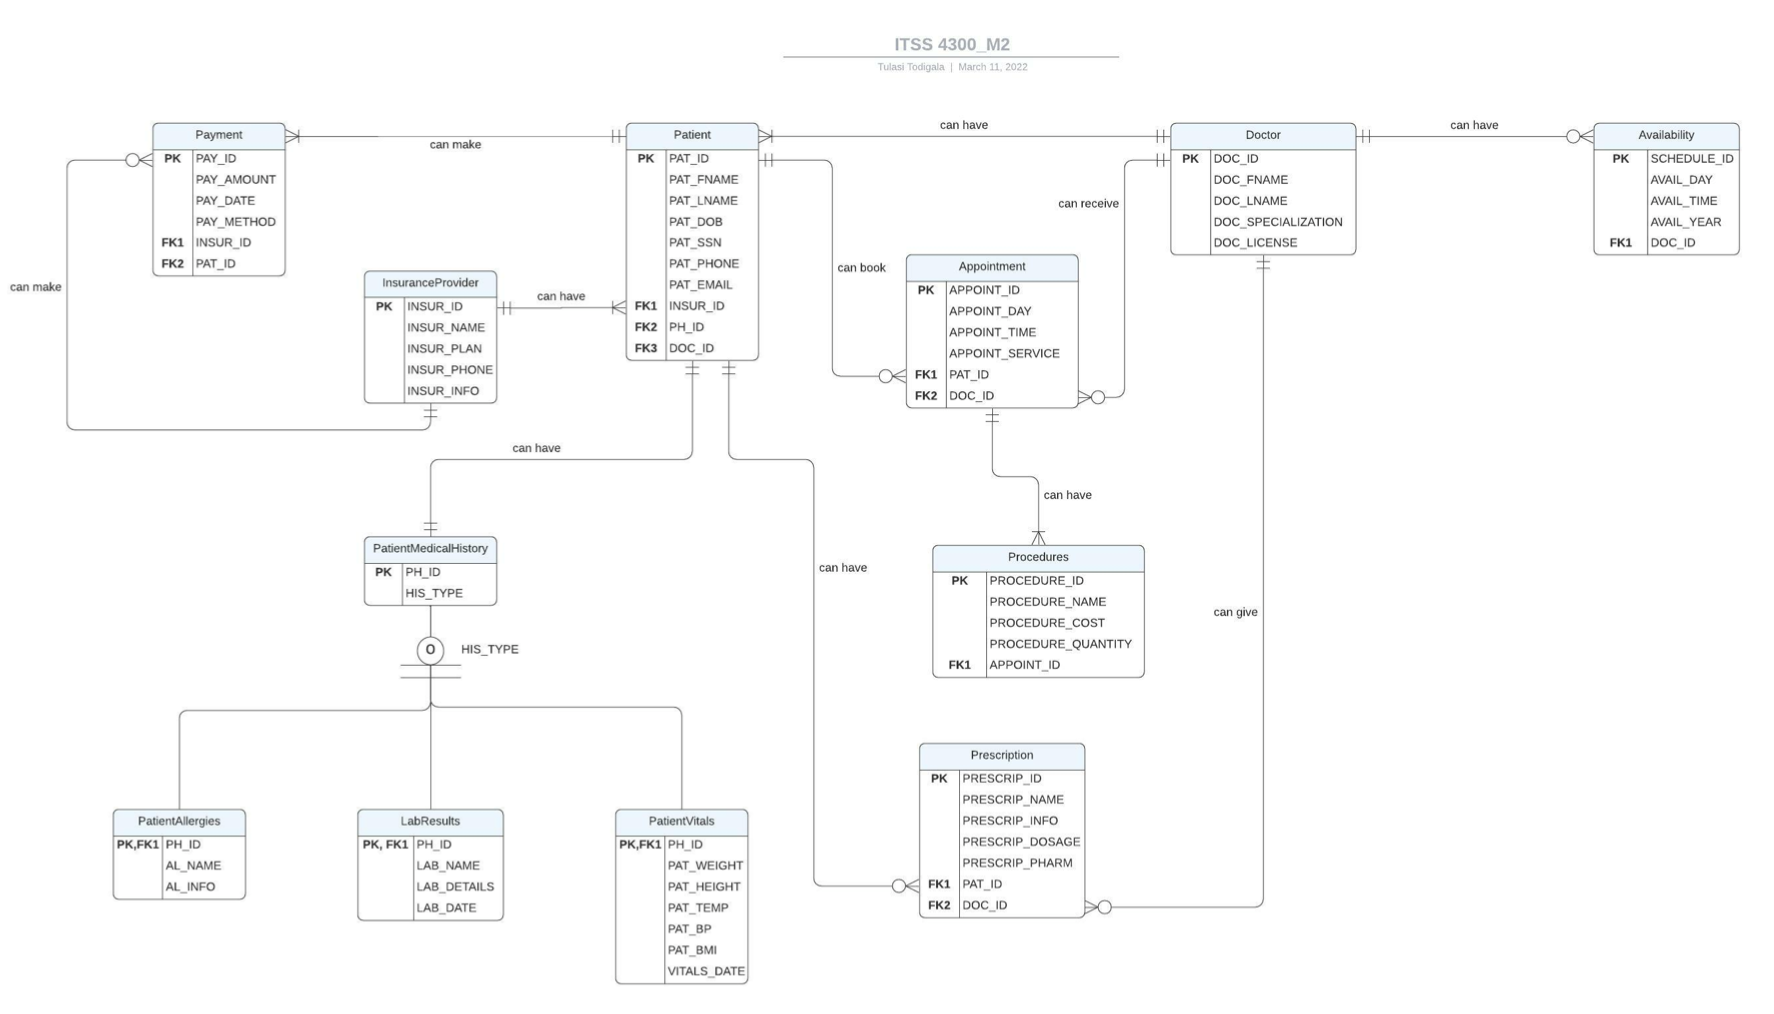 ITSS 4300_M2
Tulasi Todigala | March 11, 2022
Payment
PK PAY_ID
PAY_AMOUNT
PAY_DATE
PAY_METHOD
FK1 INSUR_ID
FK2 PAT_ID
can make
can make
InsuranceProvider
PK INSUR_ID
INSUR_NAME
INSUR_PLAN
INSUR_PHONE
INSUR_INFO
can have
Patient
PK PAT_ID
PAT_FNAME
PAT_LNAME
PAT_DOB
PAT_SSN
PAT_PHONE
PAT_EMAIL
FK1 INSUR_ID
FK2 PH_ID
FK3 DOC_ID
can have
can book
can receive
Doctor
PK DOC_ID
DOC_FNAME
DOC_LNAME
DOC_SPECIALIZATION
DOC_LICENSE
can have
Availability
PK SCHEDULE_ID
AVAIL_DAY
AVAIL_TIME
AVAIL_YEAR
FK1 DOC_ID
Appointment
PK APPOINT_ID
APPOINT_DAY
APPOINT_TIME
APPOINT_SERVICE
FK1 PAT_ID
FK2 DOC_ID
can have
can have
Procedures
PK PROCEDURE_ID
PROCEDURE_NAME
PROCEDURE_COST
PROCEDURE_QUANTITY
FK1 APPOINT_ID
can have
can give
PatientMedicalHistory
PK PH_ID
HIS_TYPE
O HIS_TYPE
PatientAllergies
PK,FK1 PH_ID
AL_NAME
AL_INFO
LabResults
PK, FK1 PH_ID
LAB_NAME
LAB_DETAILS
LAB_DATE
PatientVitals
PK,FK1 PH_ID
PAT_WEIGHT
PAT_HEIGHT
PAT_TEMP
PAT_BP
PAT_BMI
VITALS_DATE
Prescription
PK PRESCRIP_ID
PRESCRIP_NAME
PRESCRIP_INFO
PRESCRIP_DOSAGE
PRESCRIP_PHARM
FK1 PAT_ID
FK2 DOC_ID